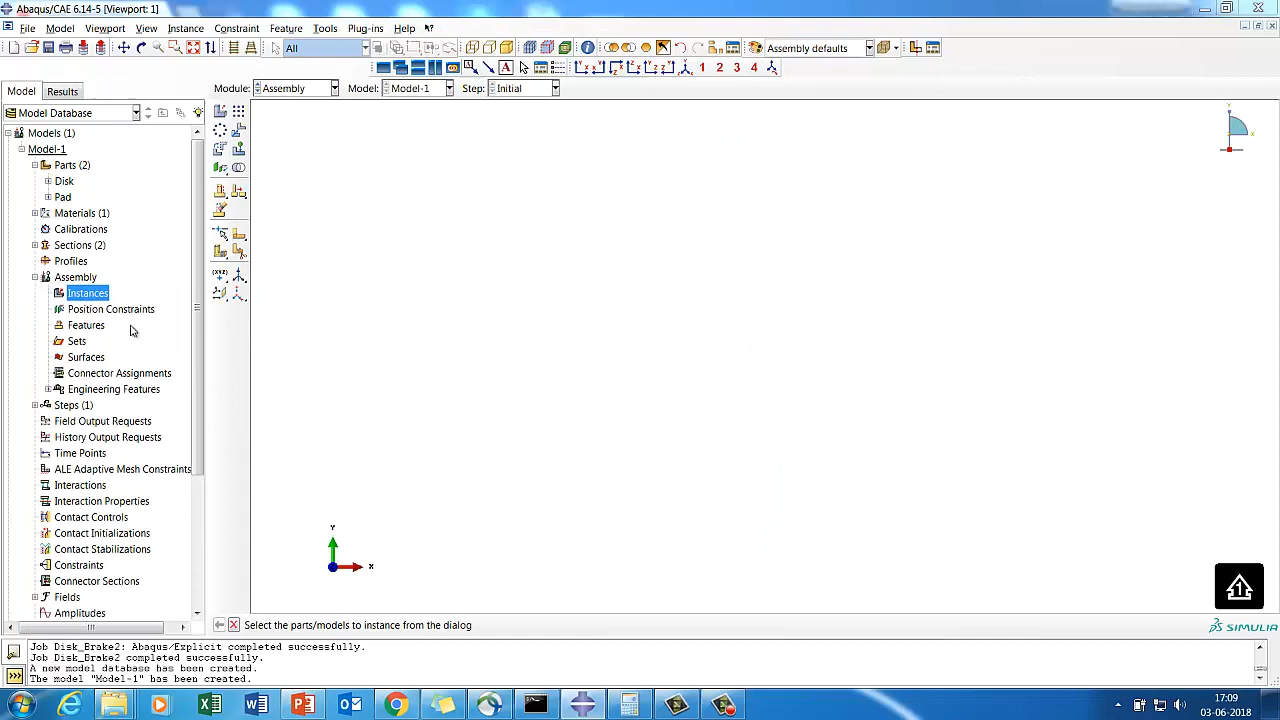 Abaqus/CAE 6.14-5 [Viewport: 1]
File Model Viewport View Instance Constraint Feature Tools Plug-ins Help
All
Assembly defaults
A
1 2 3 4
Model Results
Module: Assembly Model: Model-1 Step: Initial
Model Database
Models (1)
Model-1
Parts (2)
Disk
Pad
Materials (1)
Calibrations
Sections (2)
Profiles
Assembly
Instances
Position Constraints
Features
Sets
Surfaces
Connector Assignments
Engineering Features
Steps (1)
Field Output Requests
History Output Requests
Time Points
ALE Adaptive Mesh Constraints
Interactions
Interaction Properties
Contact Controls
Contact Initializations
Contact Stabilizations
Constraints
Connector Sections
Fields
Amplitudes
Y
X
Y
X
1
Select the parts/models to instance from the dialog
SIMULIA
Job Disk_Brake2: Abaqus/Explicit completed successfully.
Job Disk_Brake2 completed successfully.
A new model database has been created.
The model "Model-1" has been created.
>>>
17:09
03-06-2018